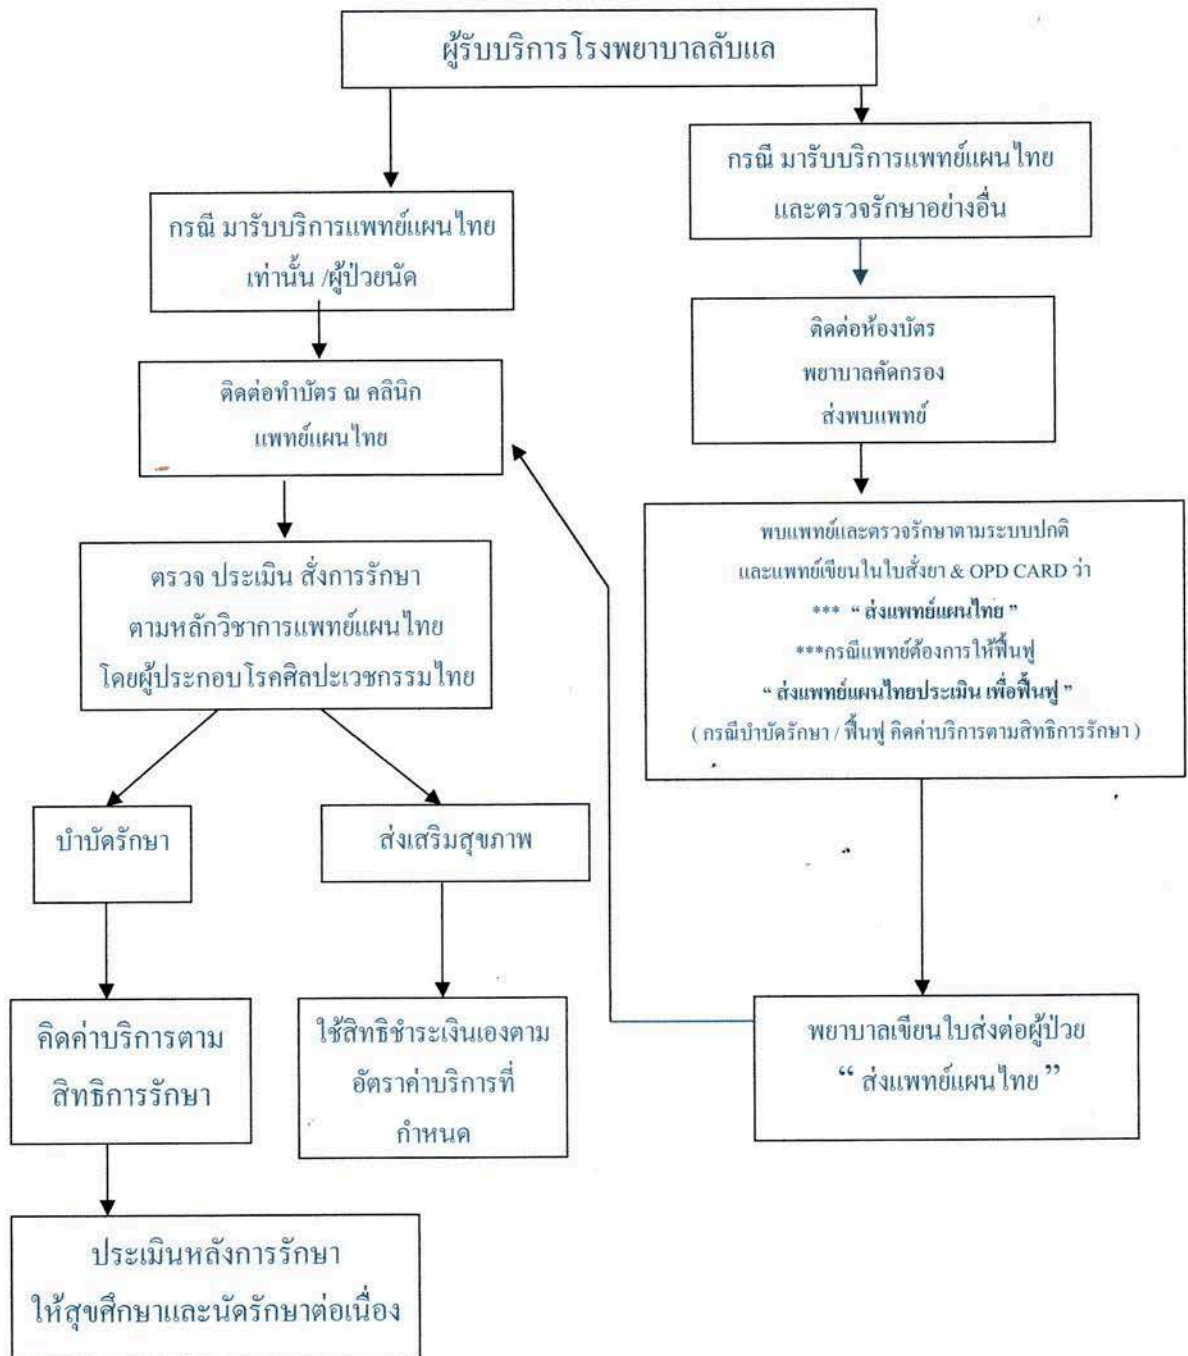 ผู้รับบริการโรงพยาบาลลับแล
กรณี มารับบริการแพทย์แผนไทย
เท่านั้น /ผู้ป่วยนัด
ติดต่อทำบัตร ณ คลินิก
แพทย์แผนไทย
ตรวจ ประเมิน สั่งการรักษา
ตามหลักวิชาการแพทย์แผนไทย
โดยผู้ประกอบโรคศิลปะเวชกรรมไทย
บำบัดรักษา
ส่งเสริมสุขภาพ
คิดค่าบริการตาม
สิทธิการรักษา
ใช้สิทธิชำระเงินเองตาม
อัตราค่าบริการที่
กำหนด
ประเมินหลังการรักษา
ให้สุขศึกษาและนัดรักษาต่อเนื่อง
กรณี มารับบริการแพทย์แผนไทย
และตรวจรักษาอย่างอื่น
ติดต่อห้องบัตร
พยาบาลคัดกรอง
ส่งพบแพทย์
พบแพทย์และตรวจรักษาตามระบบปกติ
และแพทย์เขียนในใบสั่งยา & OPD CARD ว่า
*** “ ส่งแพทย์แผนไทย ”
***กรณีแพทย์ต้องการให้ฟื้นฟู
“ ส่งแพทย์แผนไทยประเมิน เพื่อฟื้นฟู ”
( กรณีบำบัดรักษา / ฟื้นฟู คิดค่าบริการตามสิทธิการรักษา )
พยาบาลเขียนใบส่งต่อผู้ป่วย
“ ส่งแพทย์แผนไทย ”